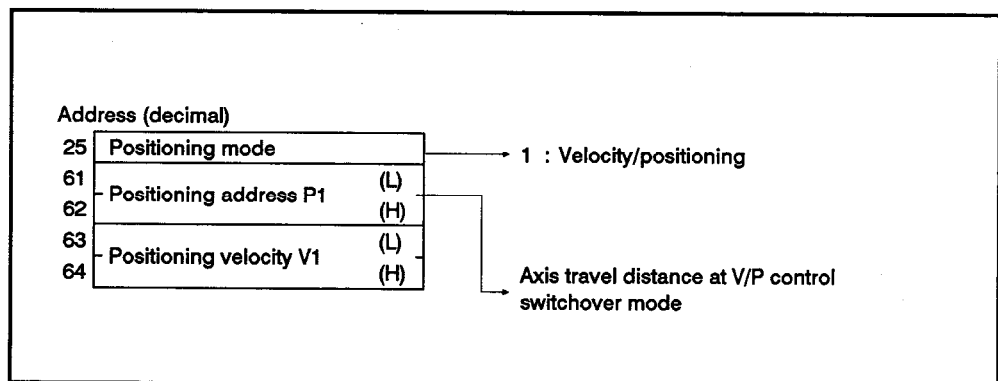 Address (decimal)
25 Positioning mode
1 : Velocity/positioning
61 (L)
Positioning address P1
62 (H)
63 (L)
Positioning velocity V1
64 (H)
Axis travel distance at V/P control
switchover mode